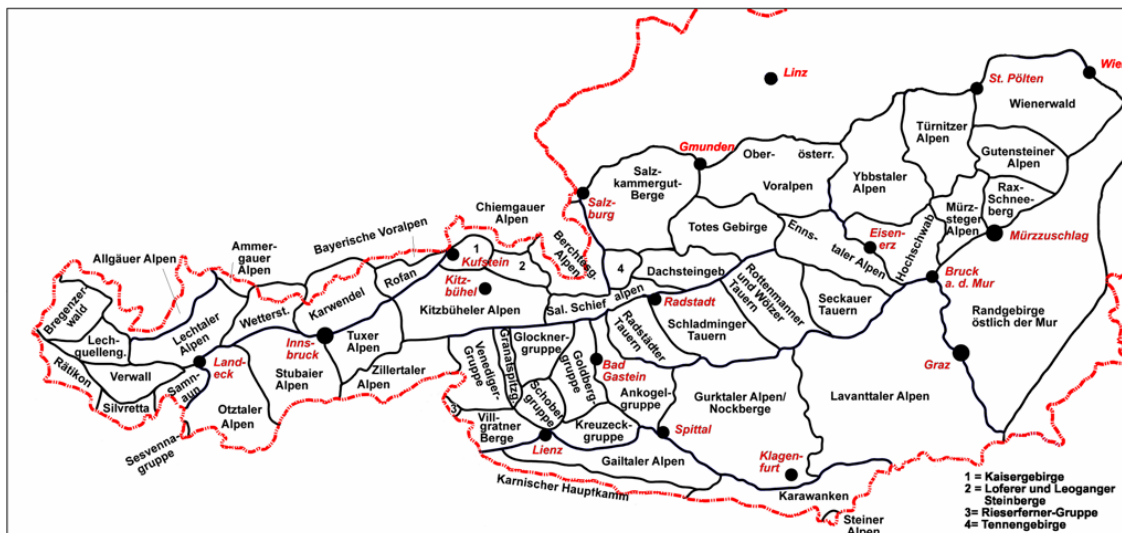 Linz
St. Pölten
Wien
Wienerwald
Türnitzer
Alpen
Gutensteiner
Alpen
Gmunden
Ober-
österr.
Voralpen
Ybbstaler
Alpen
Salz-
kammergut-
Berge
Salz-
burg
Rax-
Schnee-
berg
Mürz-
steger
Alpen
Mürzzuschlag
Chiemgauer
Alpen
Bayerische Voralpen
Ammer-
gauer
Alpen
Allgäuer Alpen
Berchtesg.
Alpen
Totes Gebirge
Enns-
taler Alpen
Eisen-
erz
Hochschwab
Bruck
a. d. Mur
1
Kufstein
2
4
Dachsteingeb.
Rottenmanner
und Wölzer
Tauern
Seckauer
Tauern
Randgebirge
östlich der Mur
Bregenzer
wald
Lechtaler
Alpen
Wetterst.
Karwendel
Rofan
Kitz-
bühel
Kitzbüheler Alpen
Sal. Schief
alpen
Radstadt
Radstädter
Tauern
Schladminger
Tauern
Lech-
quelleng.
Rätikon
Verwall
Silvretta
Samn-
aun
Land-
eck
Inns-
bruck
Tuxer
Alpen
Stubaier
Alpen
Zillertaler
Alpen
Ötztaler
Alpen
Sesvenna-
gruppe
Venediger-
Gruppe
Granatspitzg.
Glockner-
gruppe
Goldberg-
gruppe
Schober
gruppe
Bad
Gastein
Ankogel-
gruppe
Graz
3
Vill-
gratner
Berge
Lienz
Kreuzeck-
gruppe
Spittal
Gurktaler Alpen/
Nockberge
Lavanttaler Alpen
Gailtaler Alpen
Karnischer Hauptkamm
Klagen-
furt
Karawanken
Steiner
Alpen
1 = Kaisergebirge
2 = Loferer und Leoganger
Steinberge
3= Rieserferner-Gruppe
4= Tennengebirge